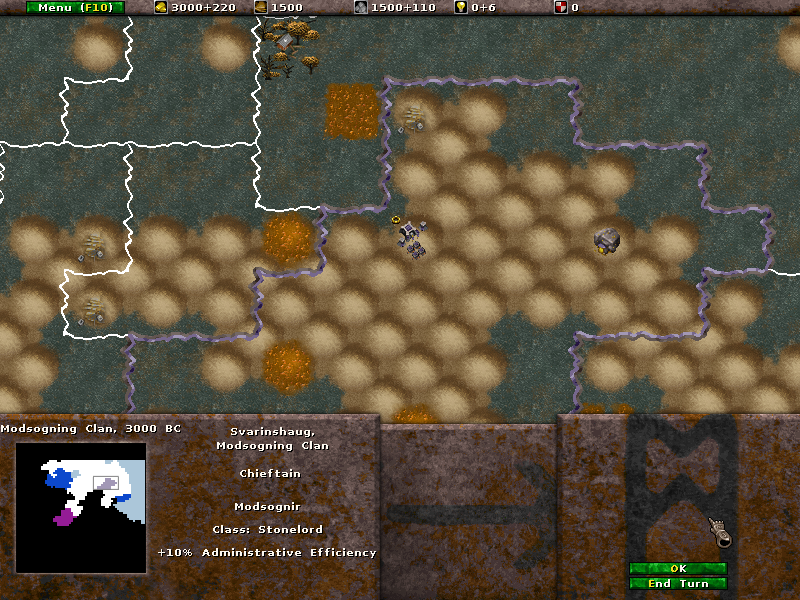 Menu (F10) 3000+220 1500 1500+110 0+6 0
Modsogning Clan, 3000 BC
Svarinshaug,
Modsogning Clan
Chieftain
Modsognir
Class: Stonelord
+10% Administrative Efficiency
OK
End Turn